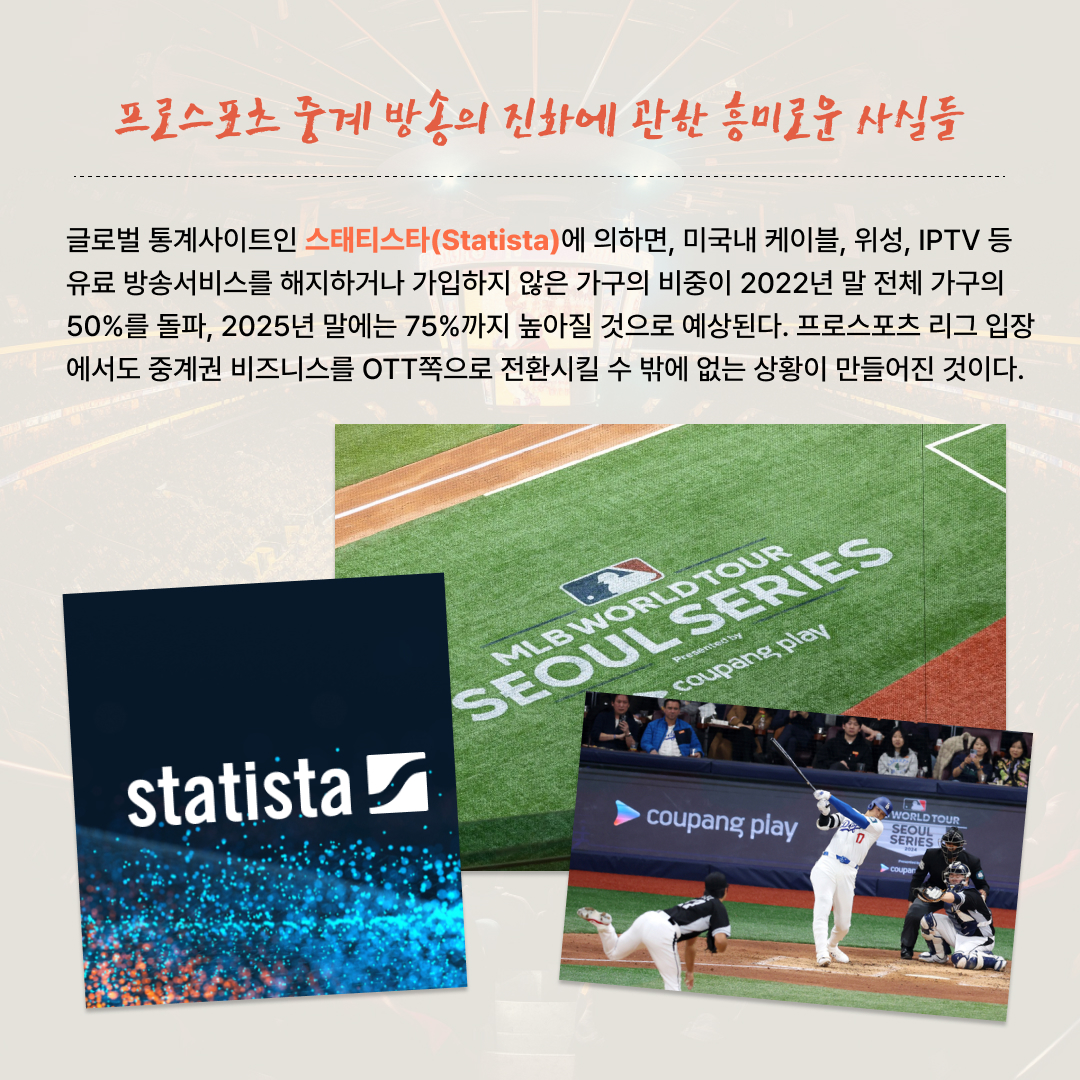 프로스포츠 중계 방송의 진화에 관한 흥미로운 사실들
글로벌 통계사이트인 스태티스타(Statista)에 의하면, 미국내 케이블, 위성, IPTV 등
유료 방송서비스를 해지하거나 가입하지 않은 가구의 비중이 2022년 말 전체 가구의
50%를 돌파, 2025년 말에는 75%까지 높아질 것으로 예상된다. 프로스포츠 리그 입장
에서도 중계권 비즈니스를 OTT쪽으로 전환시킬 수 밖에 없는 상황이 만들어진 것이다.
MLB WORLD TOUR
SEOUL SERIES
Presented by
coupang play
statista
coupang play
WORLD TOUR
SEOUL
SERIES
2024
coupan
17